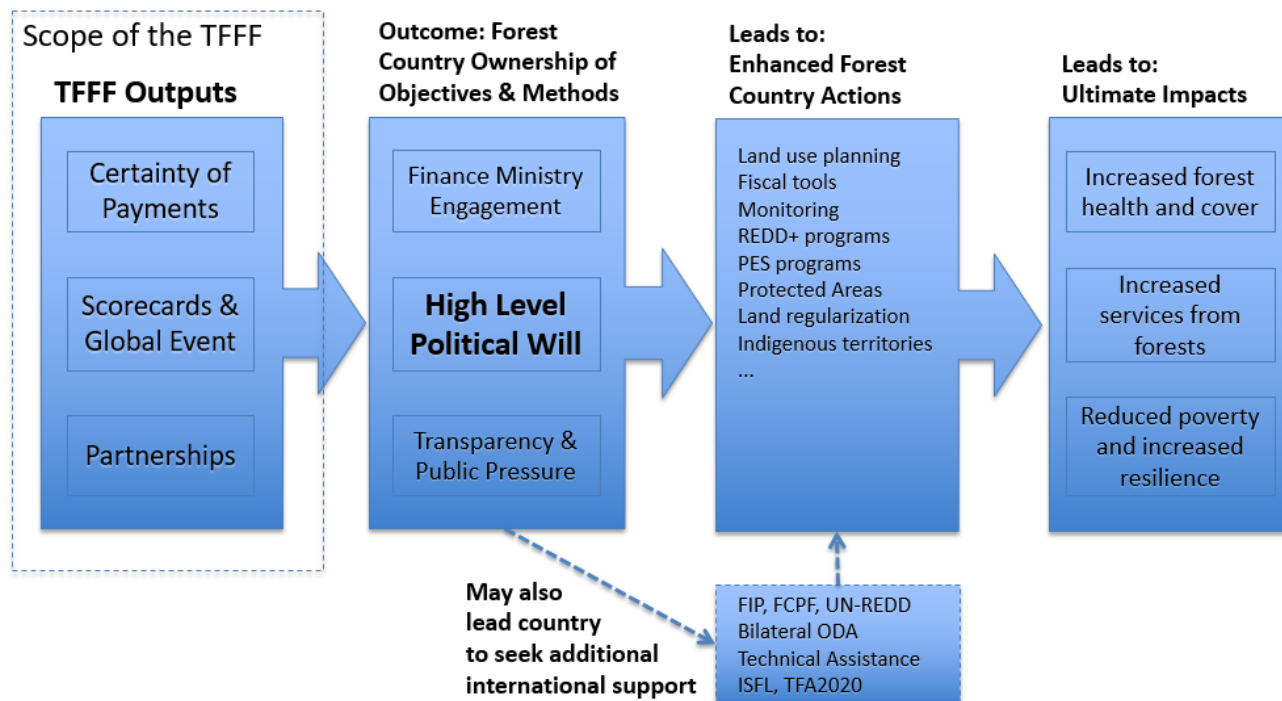 Scope of the TFFF
TFFF Outputs
Certainty of
Payments
Scorecards &
Global Event
Partnerships
Outcome: Forest
Country Ownership of
Objectives & Methods
Finance Ministry
Engagement
High Level
Political Will
Transparency &
Public Pressure
Leads to:
Enhanced Forest
Country Actions
Land use planning
Fiscal tools
Monitoring
REDD+ programs
PES programs
Protected Areas
Land regularization
Indigenous territories
...
Leads to:
Ultimate Impacts
Increased forest
health and cover
Increased
services from
forests
Reduced poverty
and increased
resilience
May also
lead country
to seek additional
international support
FIP, FCPF, UN-REDD
Bilateral ODA
Technical Assistance
ISFL, TFA2020